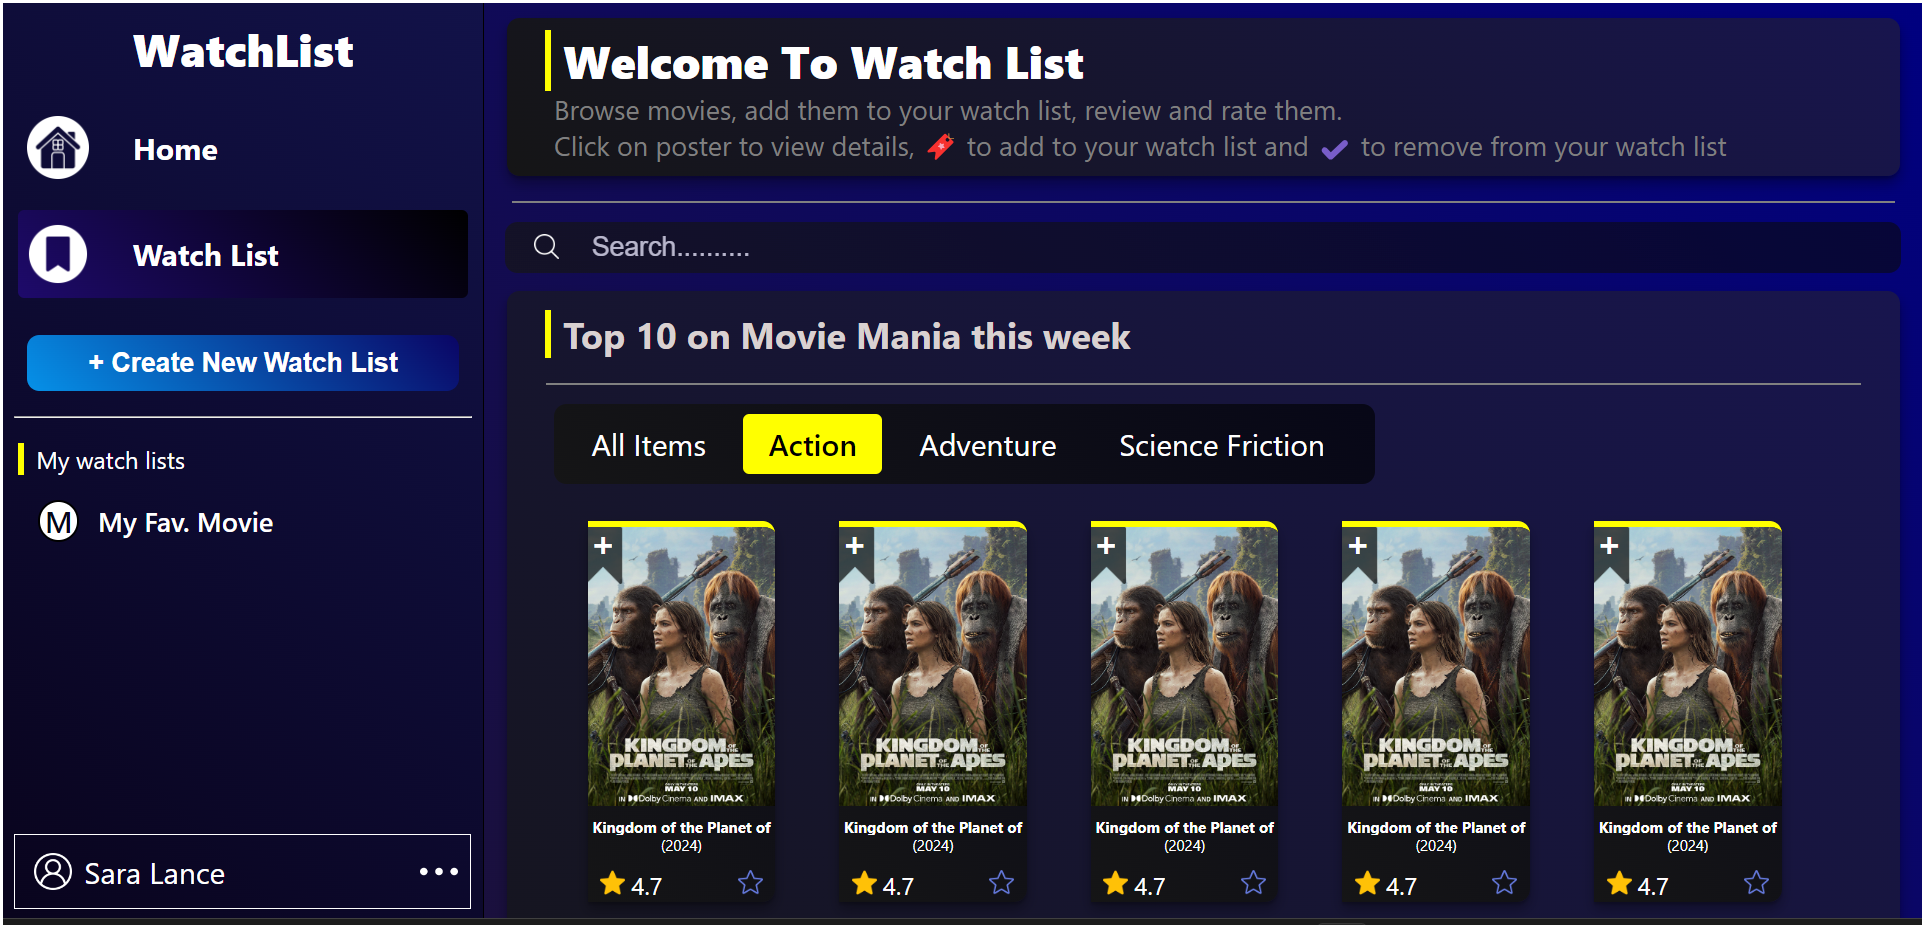 WatchList
Home
Watch List
+ Create New Watch List
My watch lists
M My Fav. Movie
Sara Lance
Welcome To Watch List
Browse movies, add them to your watch list, review and rate them.
Click on poster to view details, to add to your watch list and to remove from your watch list
Search..........
Top 10 on Movie Mania this week
All Items Action Adventure Science Friction
+ + + + +
KINGDOM OF THE KINGDOM OF THE KINGDOM OF THE KINGDOM OF THE KINGDOM OF THE
PLANET OF THE APES PLANET OF THE APES PLANET OF THE APES PLANET OF THE APES PLANET OF THE APES
MAY 10 MAY 10 MAY 10 MAY 10 MAY 10
IN Dolby Cinema AND IMAX IN Dolby Cinema AND IMAX IN Dolby Cinema AND IMAX IN Dolby Cinema AND IMAX IN Dolby Cinema AND IMAX
Kingdom of the Planet of Kingdom of the Planet of Kingdom of the Planet of Kingdom of the Planet of Kingdom of the Planet of
(2024) (2024) (2024) (2024) (2024)
4.7 4.7 4.7 4.7 4.7